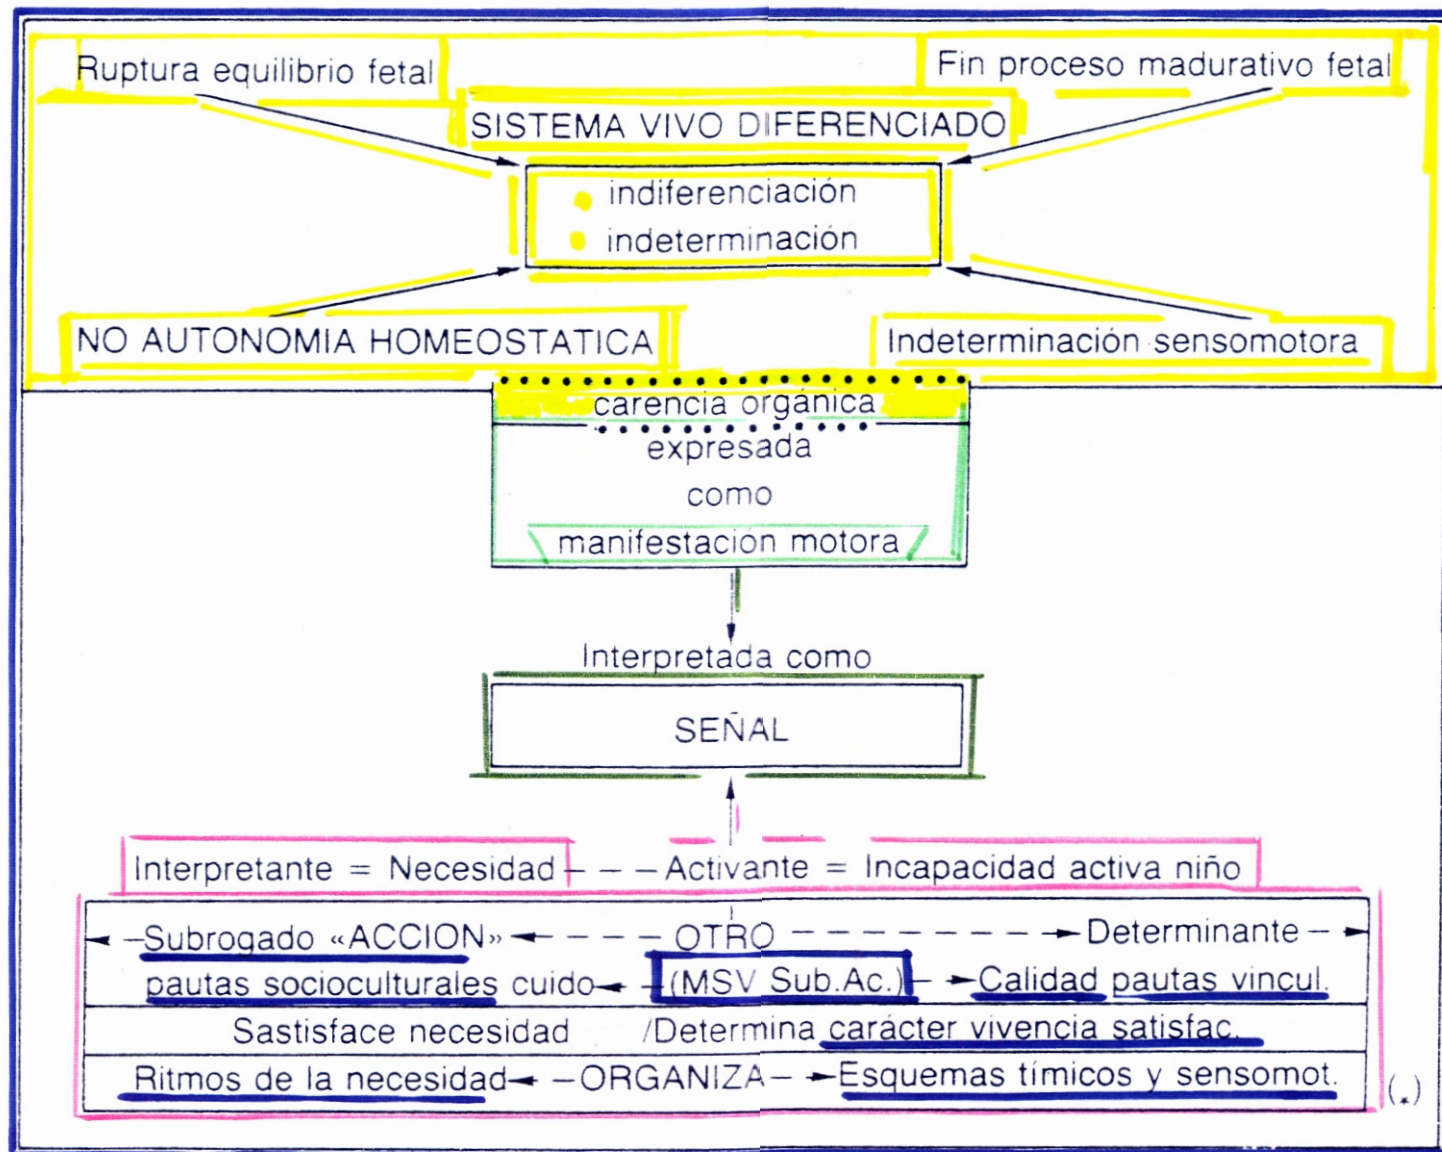 Ruptura equilibrio fetal
Fin proceso madurativo fetal
SISTEMA VIVO DIFERENCIADO
• indiferenciación
• indeterminación
NO AUTONOMIA HOMEOSTATICA
Indeterminación sensomotora
carencia orgánica
expresada
como
manifestación motora
Interpretada como
SEÑAL
Interpretante = Necesidad - - - Activante = Incapacidad activa niño
Subrogado «ACCION» OTRO Determinante
pautas socioculturales cuido (MSV Sub.Ac.) Calidad pautas vincul.
Sastisface necesidad /Determina carácter vivencia satisfac.
Ritmos de la necesidad ORGANIZA Esquemas tímicos y sensomot.
(*)